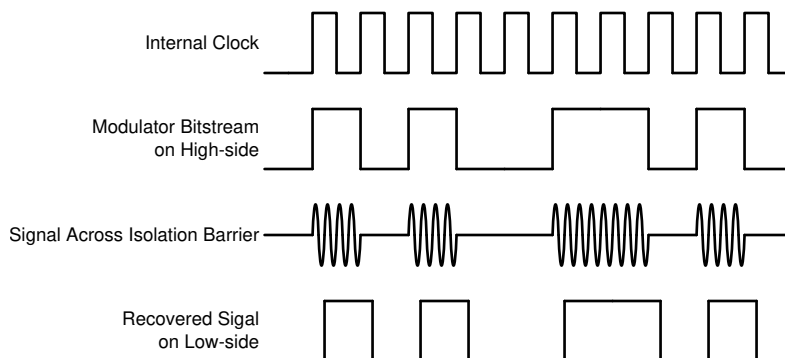 Internal Clock
Modulator Bitstream
on High-side
Signal Across Isolation Barrier
Recovered Sigal
on Low-side